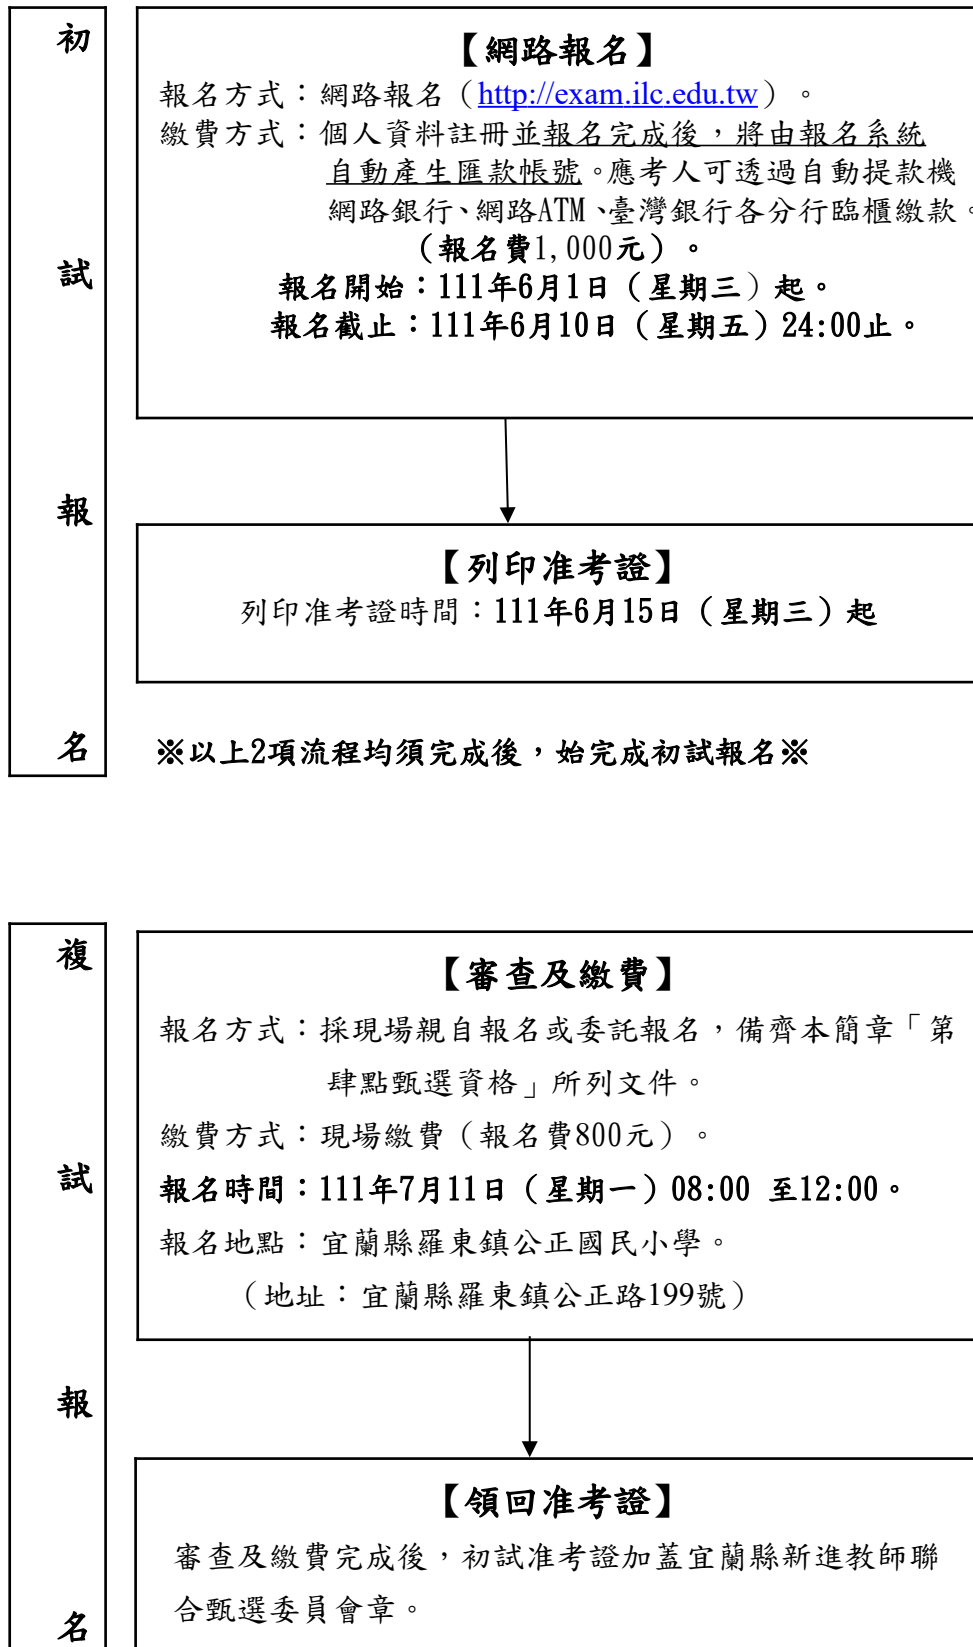 初試報名
【網路報名】
報名方式：網路報名（http://exam.ilc.edu.tw）。
繳費方式：個人資料註冊並報名完成後，將由報名系統
自動產生匯款帳號。應考人可透過自動提款機
網路銀行、網路ATM、臺灣銀行各分行臨櫃繳款。
（報名費1,000元）。
報名開始：111年6月1日（星期三）起。
報名截止：111年6月10日（星期五）24:00止。
【列印准考證】
列印准考證時間：111年6月15日（星期三）起
※以上2項流程均須完成後，始完成初試報名※
複試報名
【審查及繳費】
報名方式：採現場親自報名或委託報名，備齊本簡章「第
肆點甄選資格」所列文件。
繳費方式：現場繳費（報名費800元）。
報名時間：111年7月11日（星期一）08:00 至12:00。
報名地點：宜蘭縣羅東鎮公正國民小學。
（地址：宜蘭縣羅東鎮公正路199號）
【領回准考證】
審查及繳費完成後，初試准考證加蓋宜蘭縣新進教師聯
合甄選委員會章。